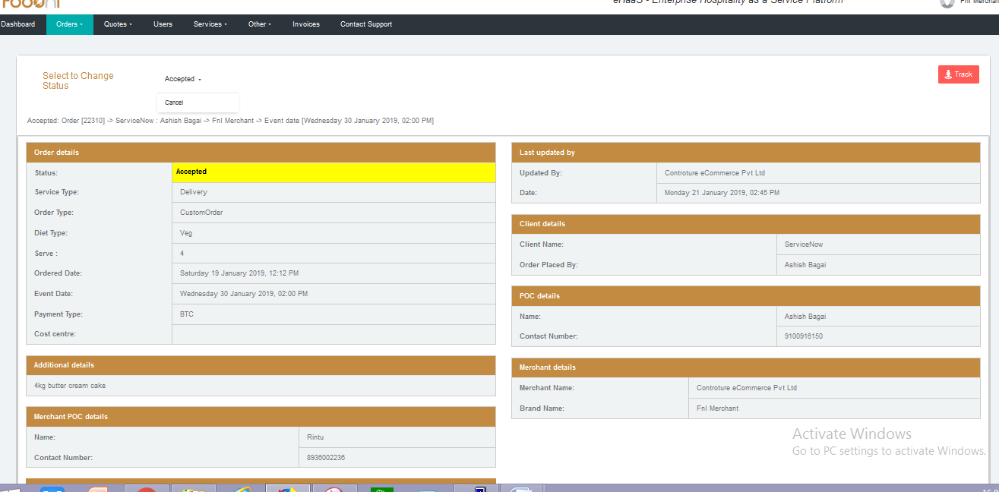 eHaaS - Enterprise Hospitality as a Service Platform
FnI Merchan
Dashboard Orders Quotes Users Services Other Invoices Contact Support
Select to Change
Status
Accepted
Track
Cancel
Accepted: Order [22310] -> ServiceNow : Ashish Bagai -> FnI Merchant -> Event date [Wednesday 30 January 2019, 02:00 PM]
Order details
Status: Accepted
Service Type: Delivery
Order Type: CustomOrder
Diet Type: Veg
Serve : 4
Ordered Date: Saturday 19 January 2019, 12:12 PM
Event Date: Wednesday 30 January 2019, 02:00 PM
Payment Type: BTC
Cost centre:
Additional details
4kg butter cream cake
Merchant POC details
Name: Rintu
Contact Number: 8936002236
Last updated by
Updated By: Controture eCommerce Pvt Ltd
Date: Monday 21 January 2019, 02:45 PM
Client details
Client Name: ServiceNow
Order Placed By: Ashish Bagai
POC details
Name: Ashish Bagai
Contact Number: 9100916150
Merchant details
Merchant Name: Controture eCommerce Pvt Ltd
Brand Name: FnI Merchant
Activate Windows
Go to PC settings to activate Windows.